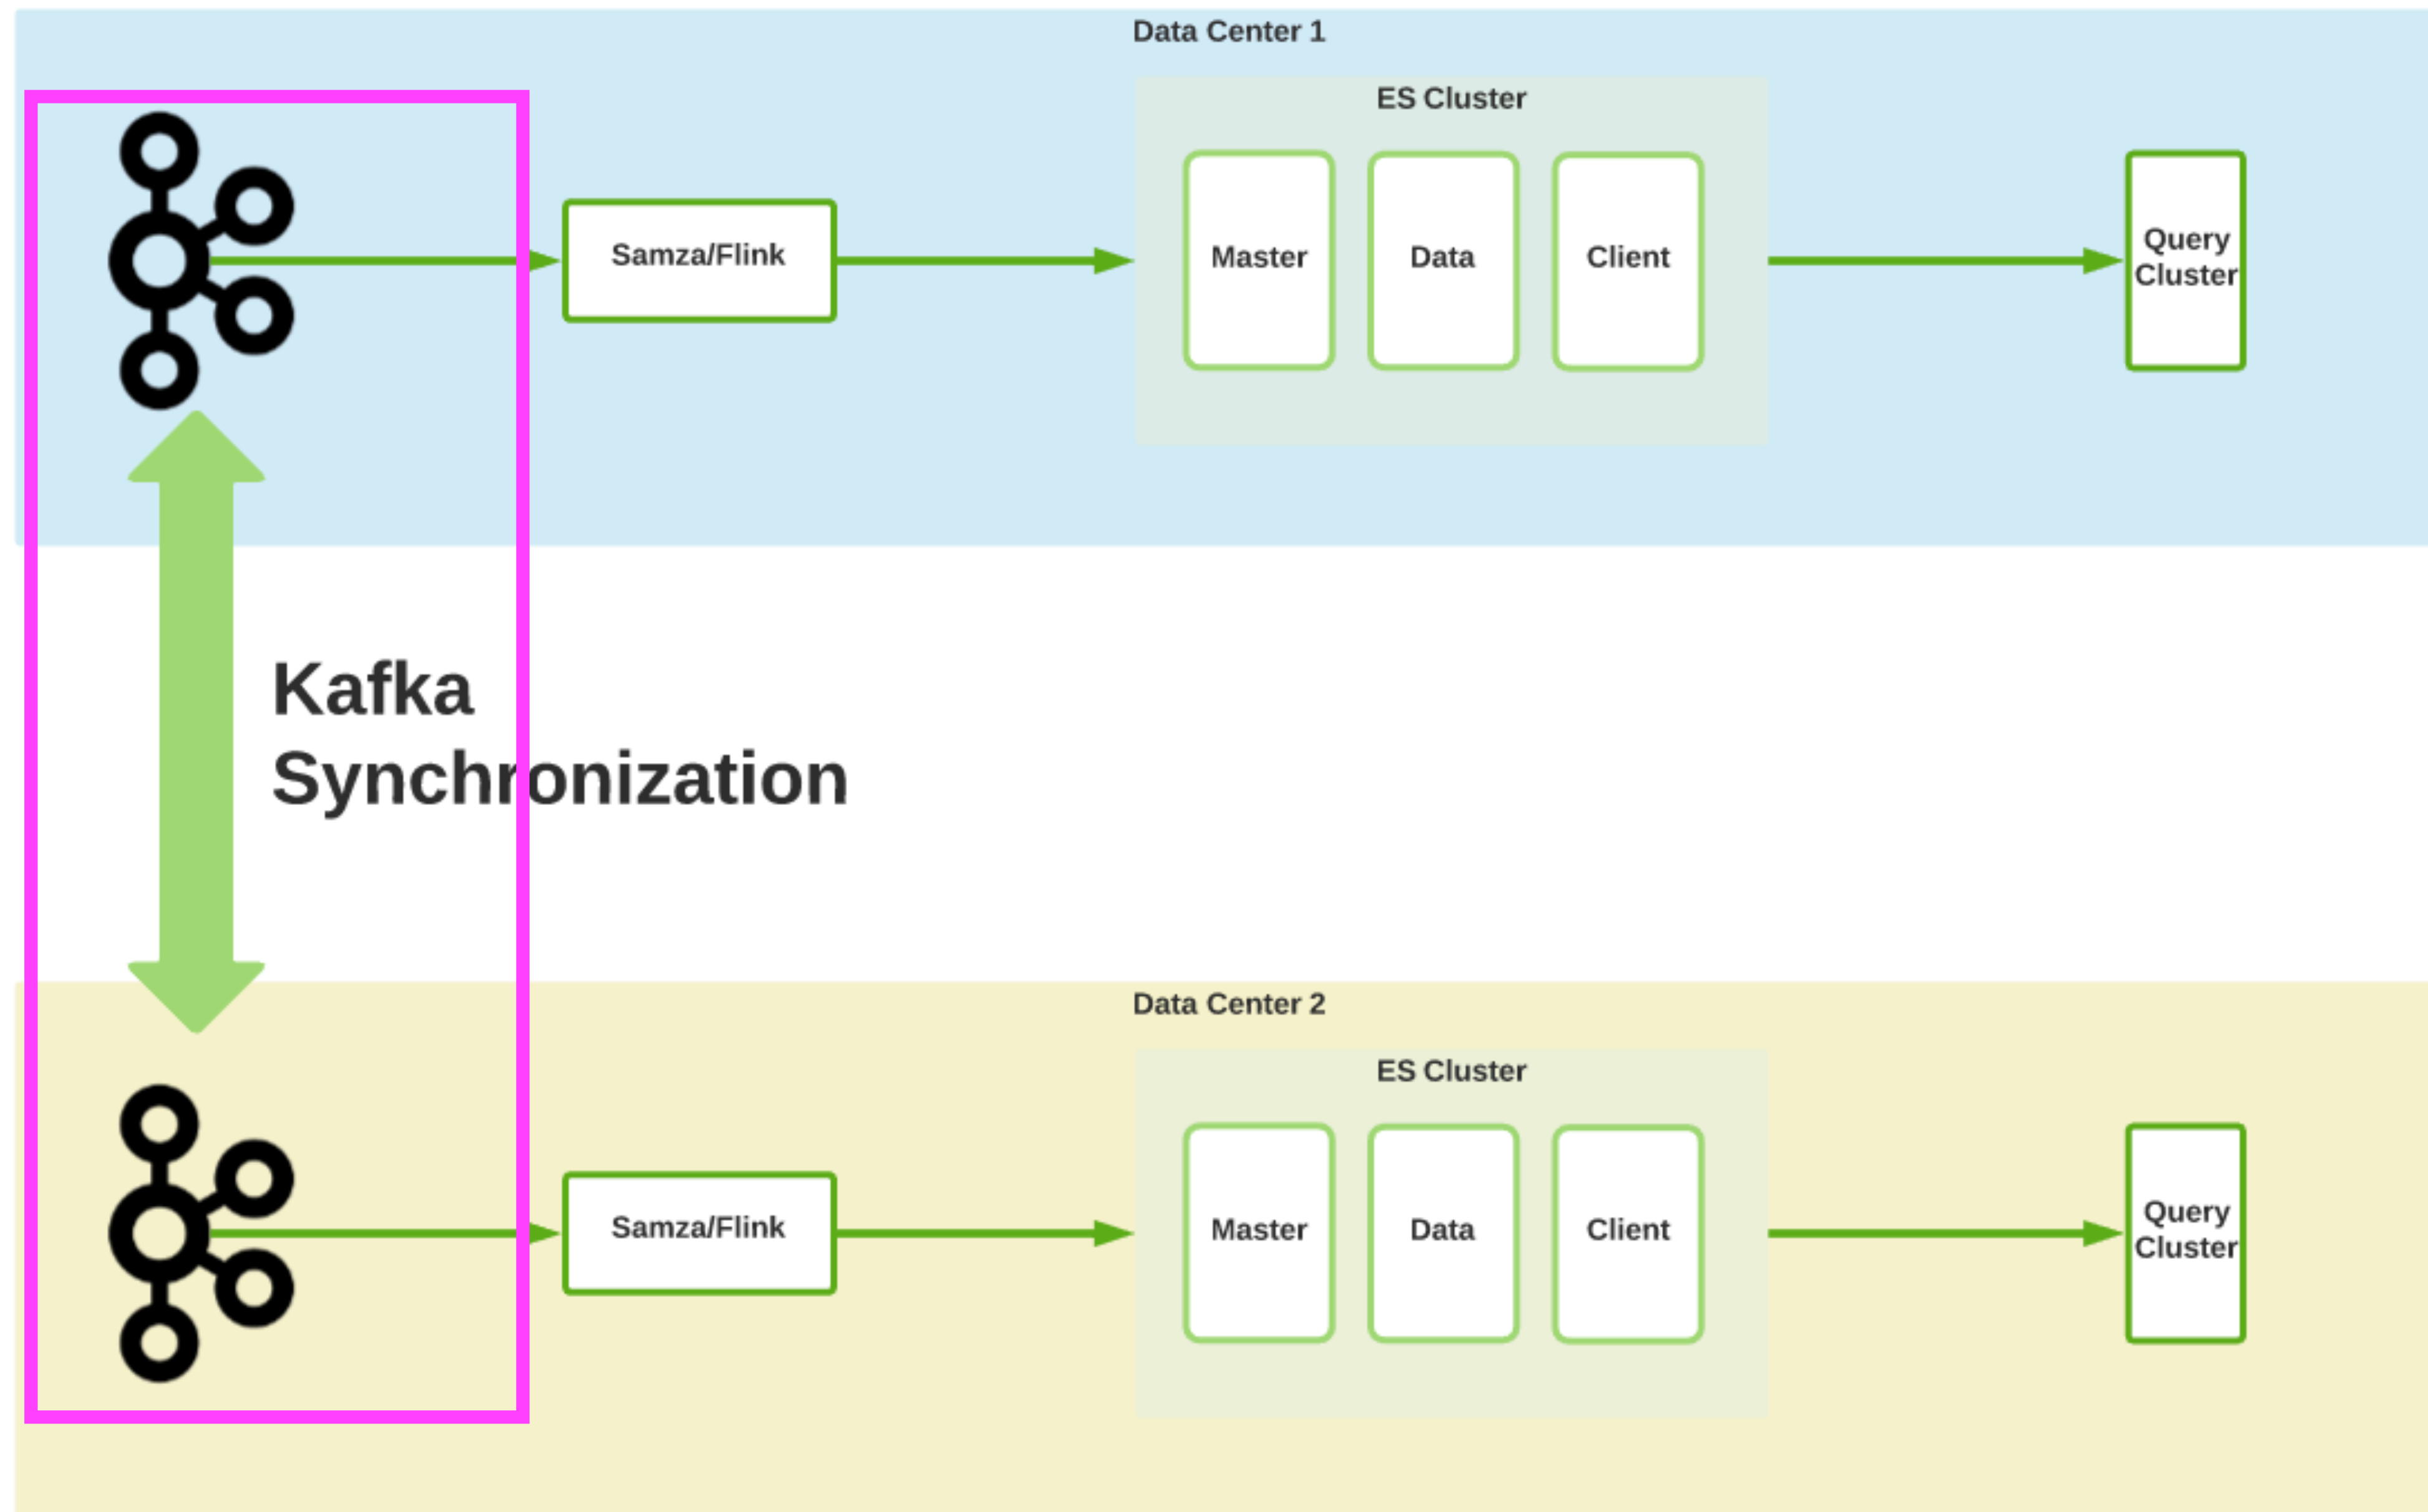 Data Center 1
ES Cluster
Samza/Flink
Master
Data
Client
Query
Cluster
Kafka
Synchronization
Data Center 2
ES Cluster
Samza/Flink
Master
Data
Client
Query
Cluster